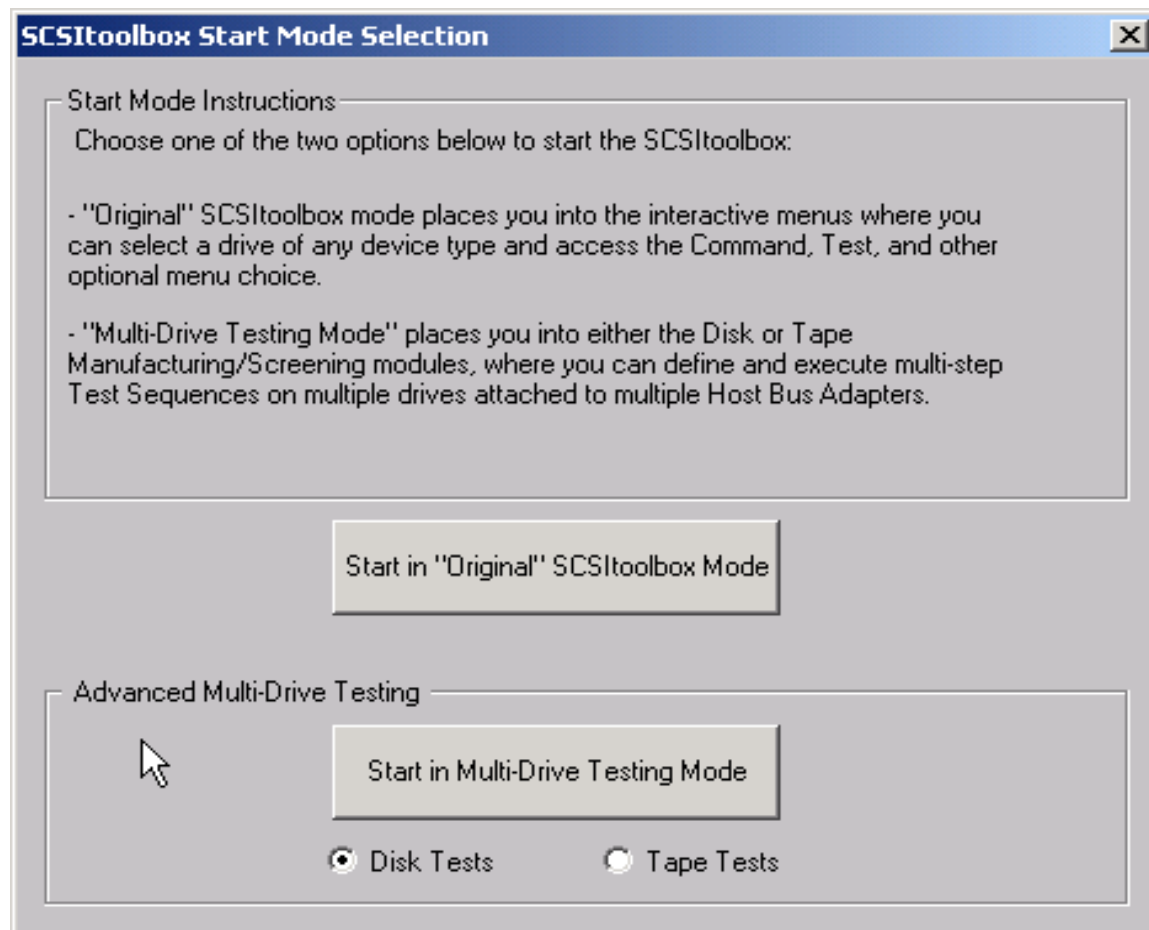 SCSItoolbox Start Mode Selection
Start Mode Instructions
Choose one of the two options below to start the SCSItoolbox:
- "Original" SCSItoolbox mode places you into the interactive menus where you
can select a drive of any device type and access the Command, Test, and other
optional menu choice.
- "Multi-Drive Testing Mode" places you into either the Disk or Tape
Manufacturing/Screening modules, where you can define and execute multi-step
Test Sequences on multiple drives attached to multiple Host Bus Adapters.
Start in "Original" SCSItoolbox Mode
Advanced Multi-Drive Testing
Start in Multi-Drive Testing Mode
Disk Tests Tape Tests